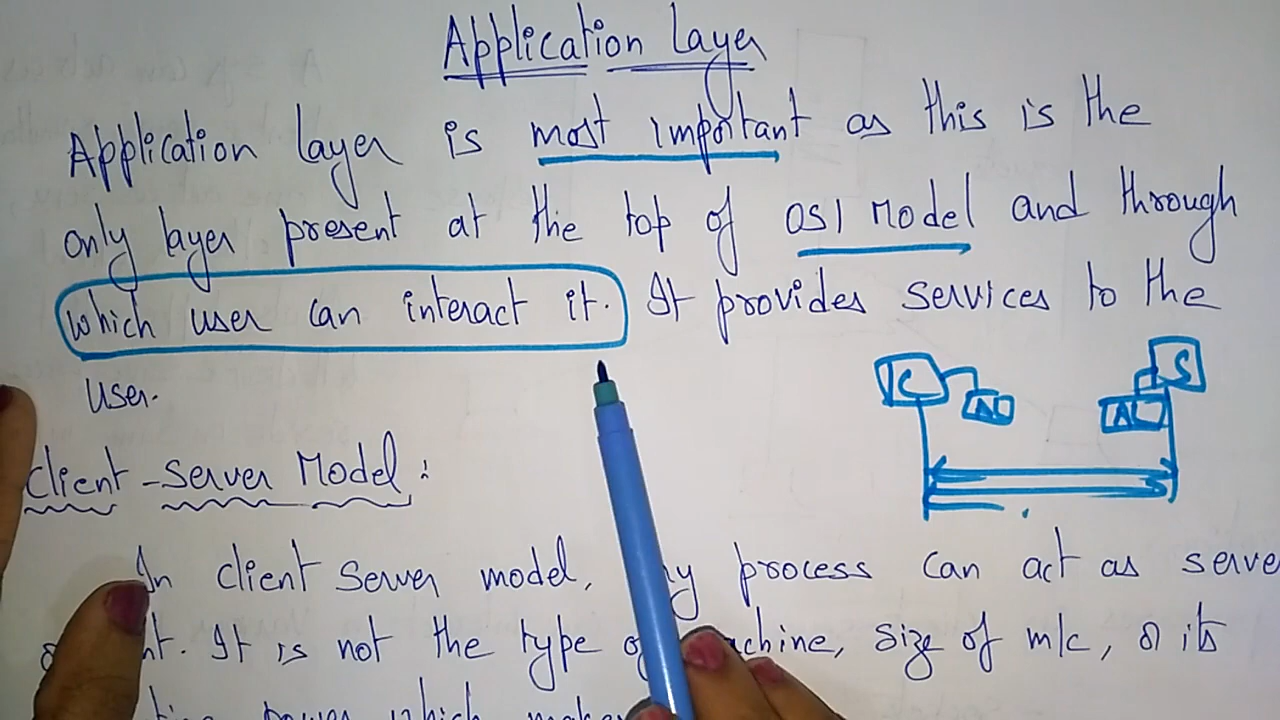 Application Layer
Application layer is most important as this is the
only layer present at the top of OSI Model and through
which user can interact it. It provides services to the
user.
C
S
A
A
Client-Server Model:
In client server model, process can act as serve
It is not the type machine, size of m/c, or its
power which